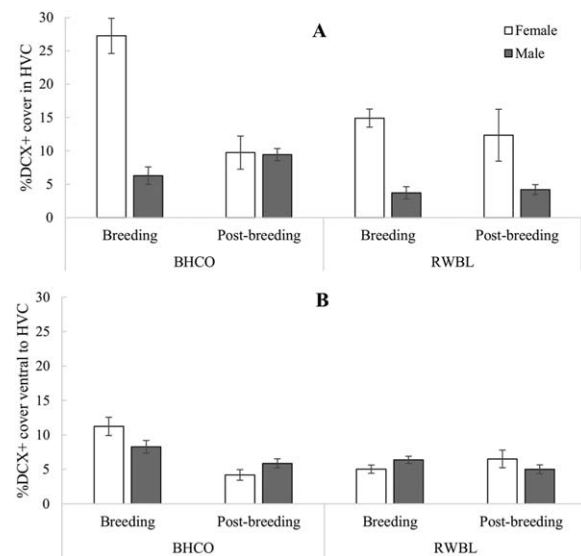 A
Female
Male
%DCX+ cover in HVC
30
25
20
15
10
5
0
Breeding Post-breeding Breeding Post-breeding
BHCO RWBL
B
%DCX+ cover ventral to HVC
30
25
20
15
10
5
0
Breeding Post-breeding Breeding Post-breeding
BHCO RWBL